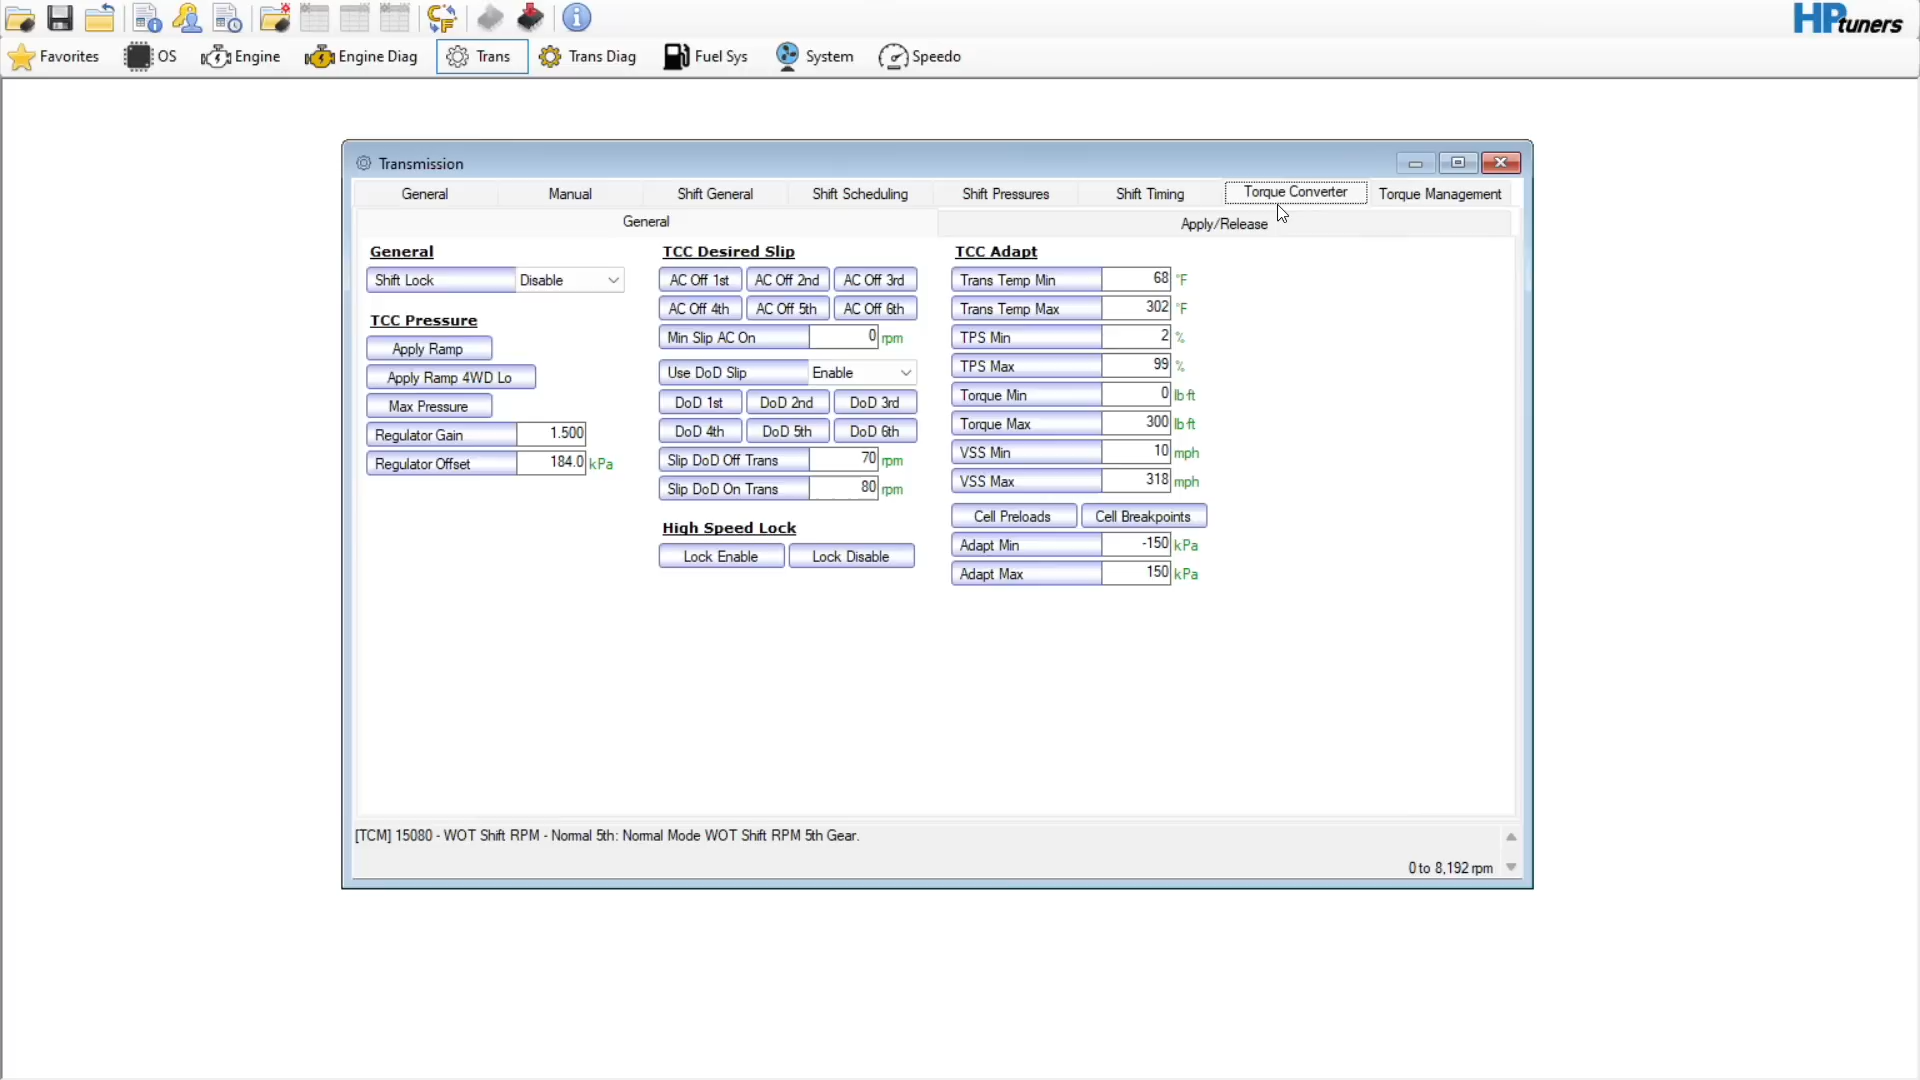 HPtuners
Favorites OS Engine Engine Diag Trans Trans Diag Fuel Sys System Speedo
Transmission
General Manual Shift General Shift Scheduling Shift Pressures Shift Timing Torque Converter Torque Management
General Apply/Release
General
Shift Lock Disable
TCC Pressure
Apply Ramp
Apply Ramp 4WD Lo
Max Pressure
Regulator Gain 1.500
Regulator Offset 184.0 kPa
TCC Desired Slip
AC Off 1st AC Off 2nd AC Off 3rd
AC Off 4th AC Off 5th AC Off 6th
Min Slip AC On 0 rpm
Use DoD Slip Enable
DoD 1st DoD 2nd DoD 3rd
DoD 4th DoD 5th DoD 6th
Slip DoD Off Trans 70 rpm
Slip DoD On Trans 80 rpm
High Speed Lock
Lock Enable Lock Disable
TCC Adapt
Trans Temp Min 68 °F
Trans Temp Max 302 °F
TPS Min 2 %
TPS Max 99 %
Torque Min 0 lb·ft
Torque Max 300 lb·ft
VSS Min 10 mph
VSS Max 318 mph
Cell Preloads Cell Breakpoints
Adapt Min -150 kPa
Adapt Max 150 kPa
[TCM] 15080 - WOT Shift RPM - Normal 5th: Normal Mode WOT Shift RPM 5th Gear.
0 to 8,192 rpm